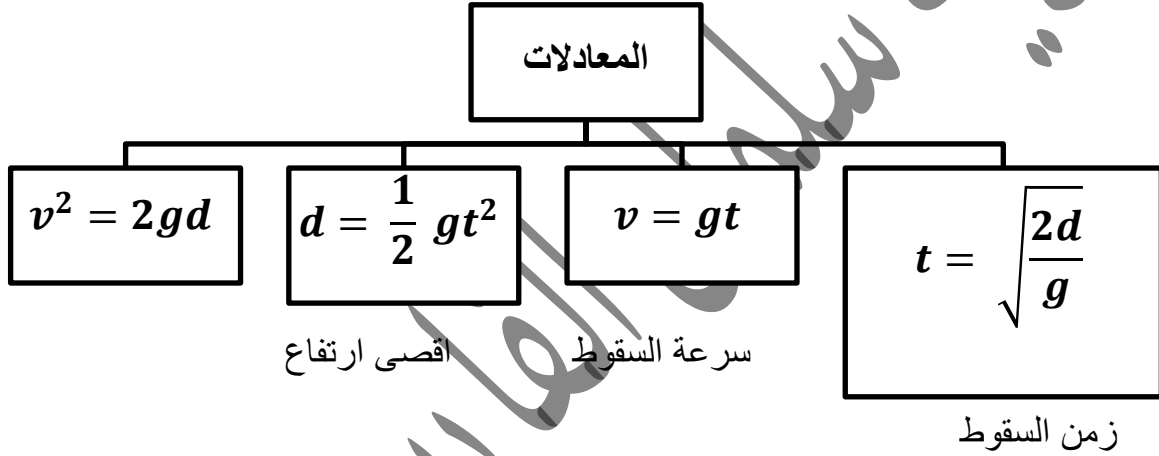 المعادلات
t = √(2d/g)
v = gt
d = 1/2 gt²
v² = 2gd
سرعة السقوط
اقصى ارتفاع
زمن السقوط